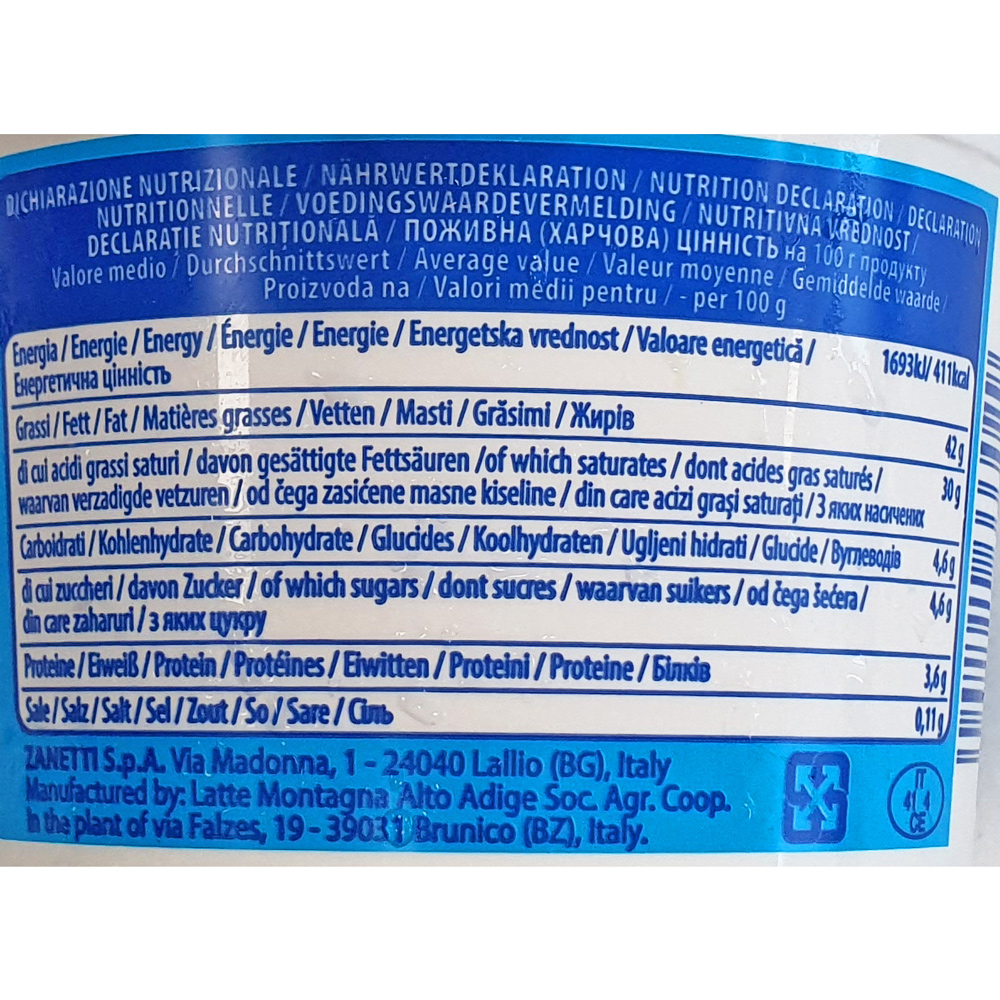 DICHIARAZIONE NUTRIZIONALE / NÄHRWERTDEKLARATION / NUTRITION DECLARATION / DECLARATION
NUTRITIONNELLE / VOEDINGSWAARDEVERMELDING / NUTRITIVNA VREDNOST /
DECLARAȚIE NUTRIȚIONALĂ / ПОЖИВНА (ХАРЧОВА) ЦІННІСТЬ на 100 г продукту
Valore medio / Durchschnittswert / Average value / Valeur moyenne / Gemiddelde waarde /
Proizvoda na / Valori medii pentru / - per 100 g
Energia / Energie / Energy / Énergie / Energie / Energetska vrednost / Valoare energetică / 1693kJ/ 411kcal
Енергетична цінність
Grassi / Fett / Fat / Matières grasses / Vetten / Masti / Grăsimi / Жирів 42 g
di cui acidi grassi saturi / davon gesättigte Fettsäuren /of which saturates / dont acides gras saturés / 30 g
waarvan verzadigde vetzuren / od čega zasićene masne kiseline / din care acizi grași saturați / З яких насичених
Carboidrati / Kohlenhydrate / Carbohydrate / Glucides / Koolhydraten / Ugljeni hidrati / Glucide / Вуглеводів 4,6 g
di cui zuccheri / davon Zucker / of which sugars / dont sucres / waarvan suikers / od čega šećera / 4,6 g
din care zaharuri / з яких цукру
Proteine / Eiweiß / Protein / Protéines / Eiwitten / Proteini / Proteine / Білків 3,6 g
Sale / Salz / Salt / Sel / Zout / So / Sare / Сіль 0,11 g
ZANETTI S.p.A. Via Madonna, 1 - 24040 Lallio (BG), Italy
Manufactured by: Latte Montagna Alto Adige Soc. Agr. Coop.
In the plant of via Falzes, 19 - 39031 Brunico (BZ), Italy.
IT
4L4
CE